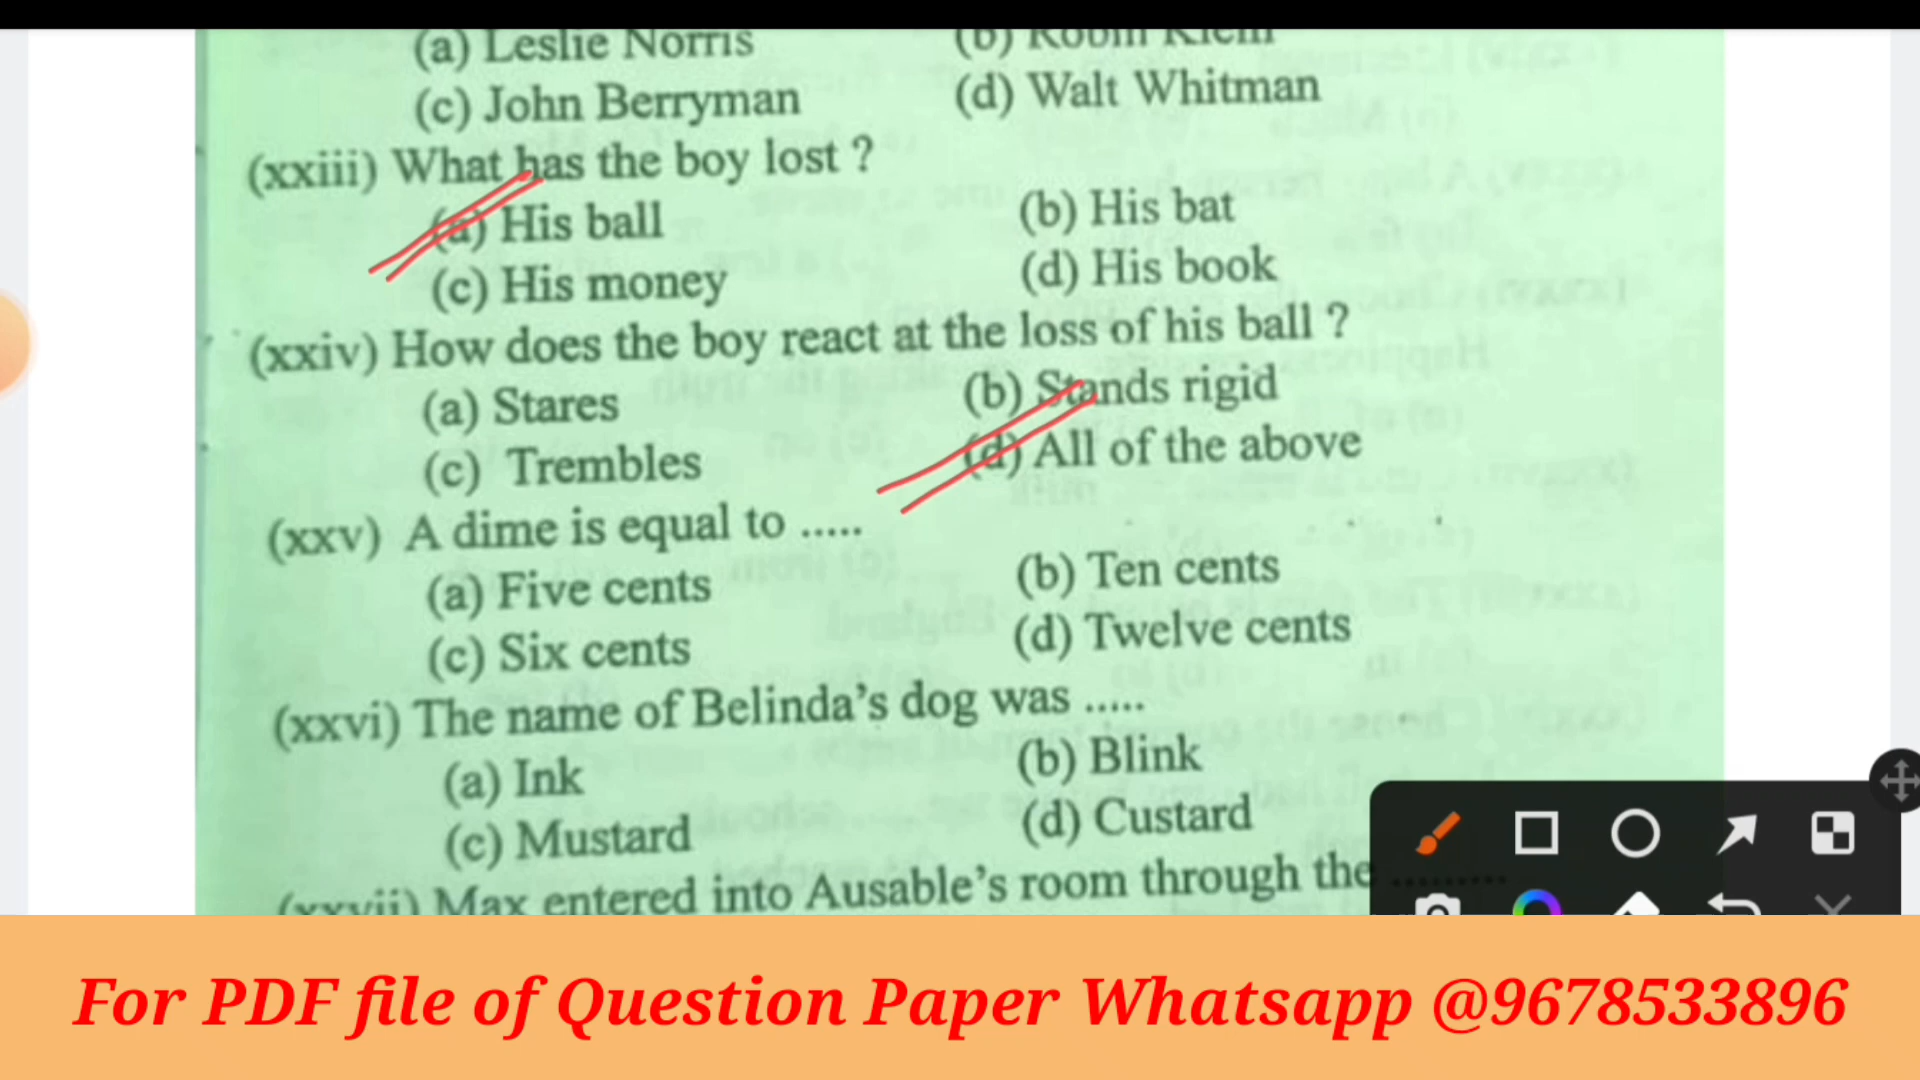 (a) Leslie Norris (b) Robin Klein
(c) John Berryman (d) Walt Whitman
(xxiii) What has the boy lost ?
(a) His ball (b) His bat
(c) His money (d) His book
(xxiv) How does the boy react at the loss of his ball ?
(a) Stares (b) Stands rigid
(c) Trembles (d) All of the above
(xxv) A dime is equal to .....
(a) Five cents (b) Ten cents
(c) Six cents (d) Twelve cents
(xxvi) The name of Belinda's dog was .....
(a) Ink (b) Blink
(c) Mustard (d) Custard
(xxvii) Max entered into Ausable's room through the .........
For PDF file of Question Paper Whatsapp @9678533896